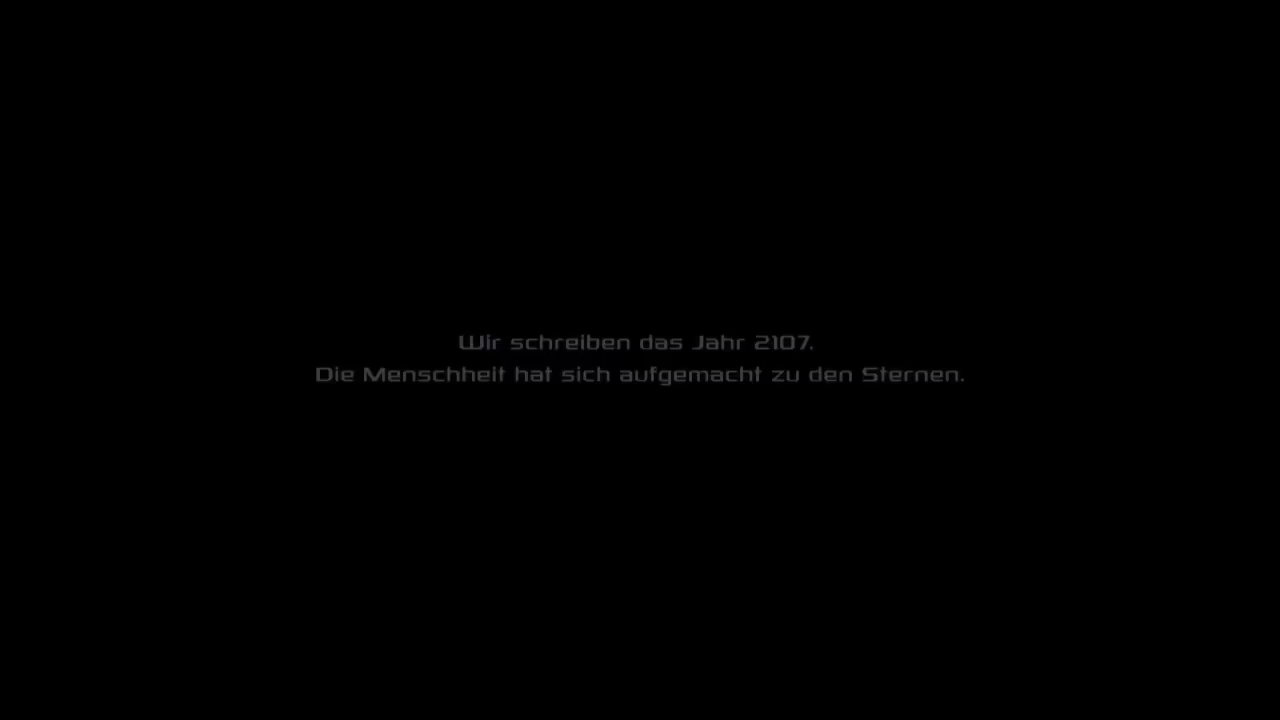 Wir schreiben das Jahr 2107.
Die Menschheit hat sich aufgemacht zu den Sternen.